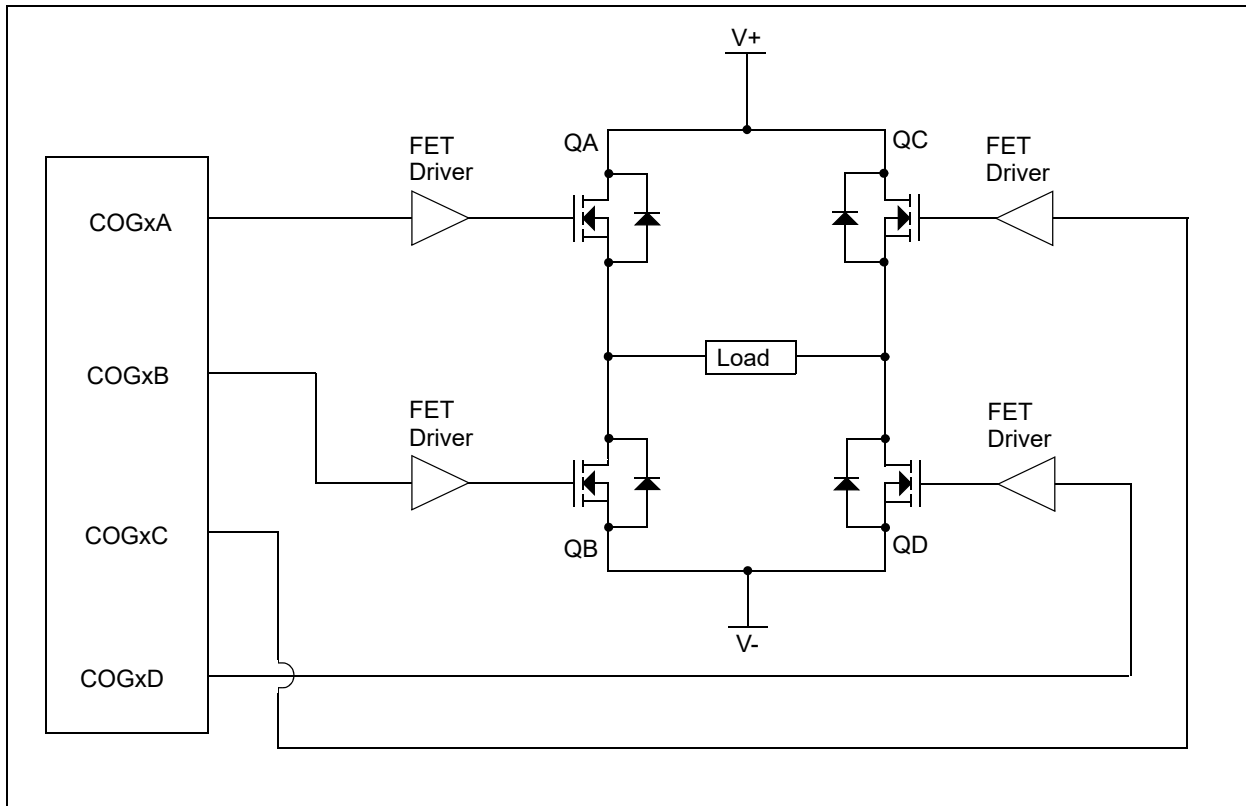 V+
FET
Driver
QA
QC
FET
Driver
COGxA
Load
COGxB
FET
Driver
FET
Driver
COGxC
QB
QD
V-
COGxD